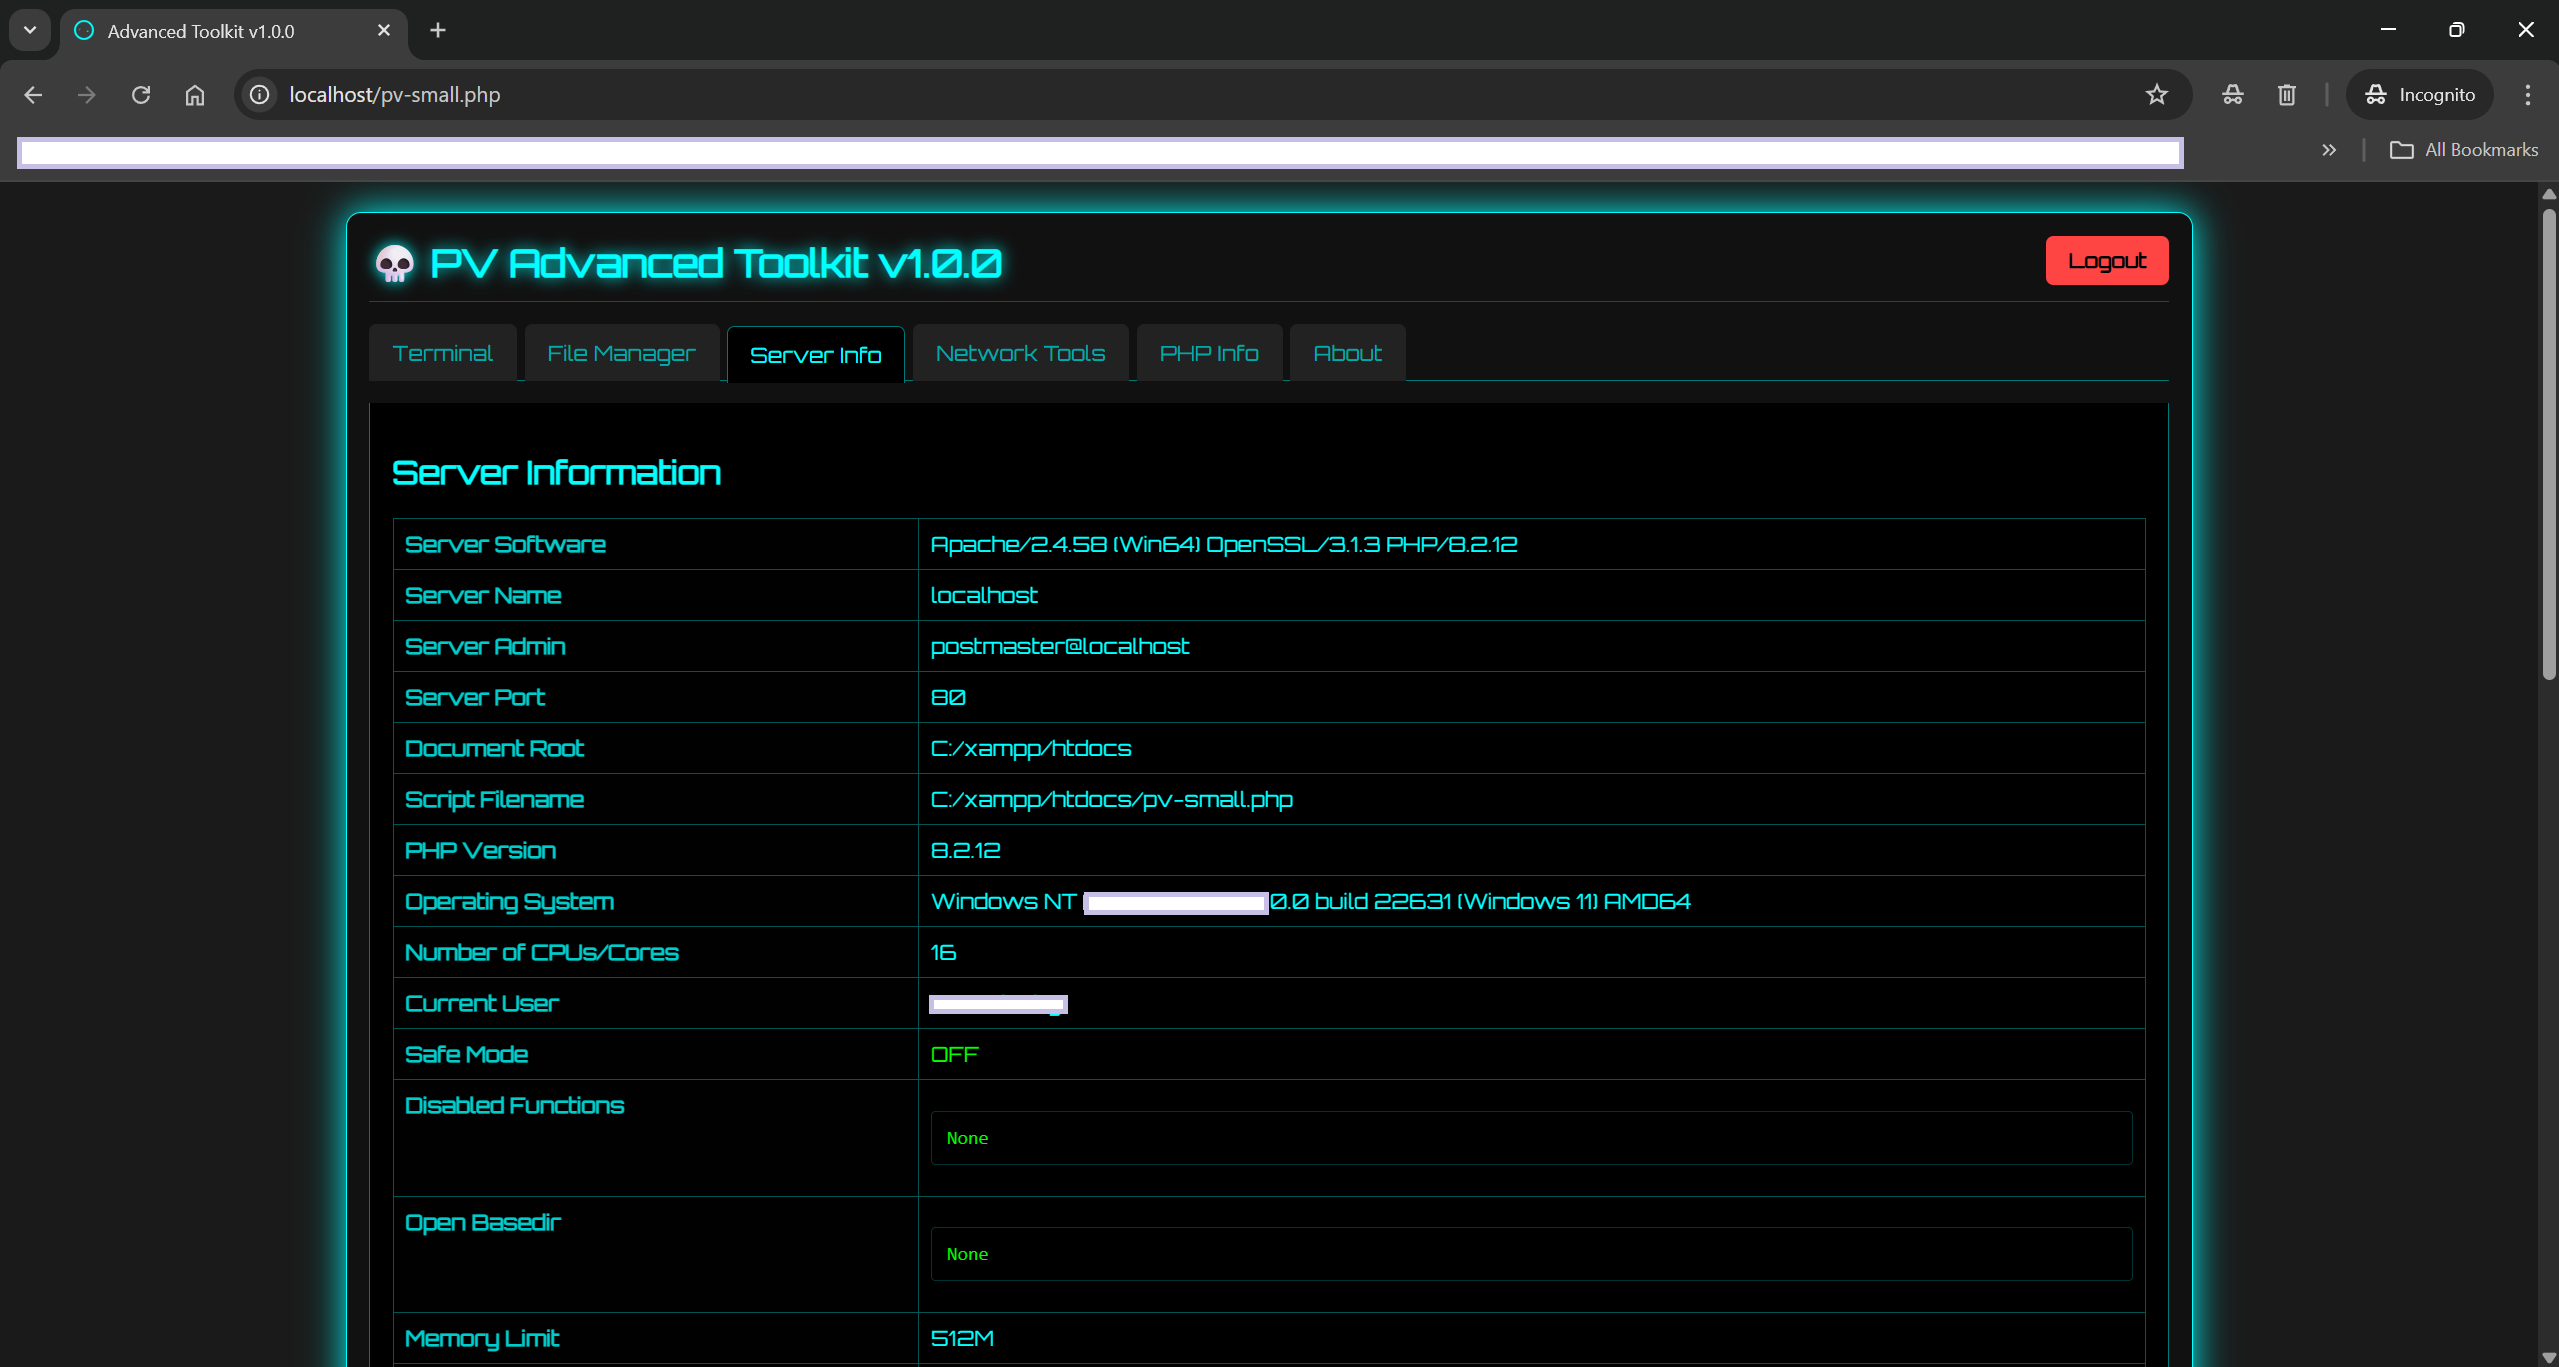 Advanced Toolkit v1.0.0
localhost/pv-small.php
Incognito
All Bookmarks
PV Advanced Toolkit v1.0.0
Logout
Terminal
File Manager
Server Info
Network Tools
PHP Info
About
Server Information
Server Software Apache/2.4.58 (Win64) OpenSSL/3.1.3 PHP/8.2.12
Server Name localhost
Server Admin postmaster@localhost
Server Port 80
Document Root C:/xampp/htdocs
Script Filename C:/xampp/htdocs/pv-small.php
PHP Version 8.2.12
Operating System Windows NT 0.0 build 22631 (Windows 11) AMD64
Number of CPUs/Cores 16
Current User
Safe Mode OFF
Disabled Functions
None
Open Basedir
None
Memory Limit 512M